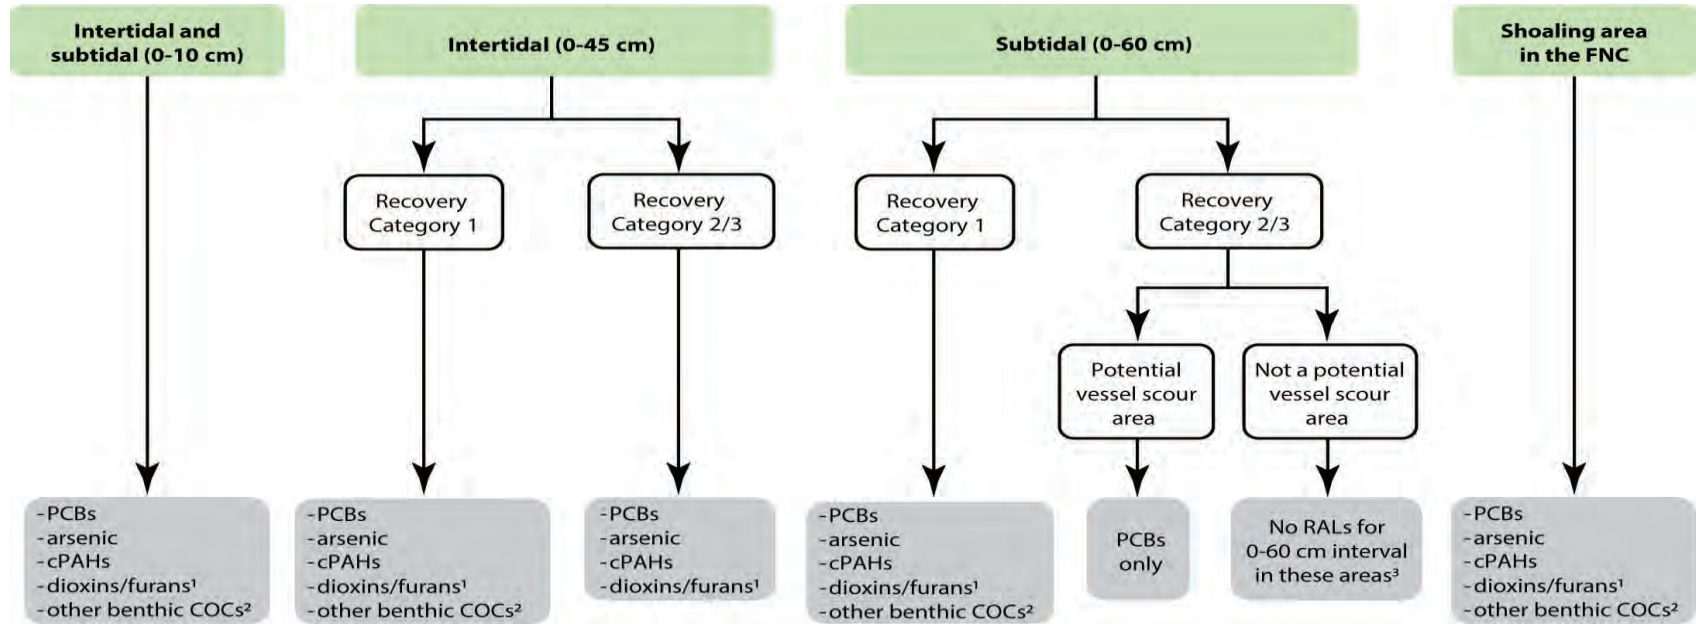 Intertidal and
subtidal (0-10 cm)
Intertidal (0-45 cm)
Subtidal (0-60 cm)
Shoaling area
in the FNC
Recovery
Category 1
Recovery
Category 2/3
Recovery
Category 1
Recovery
Category 2/3
Potential
vessel scour
area
Not a potential
vessel scour
area
-PCBs
-arsenic
-cPAHs
-dioxins/furans¹
-other benthic COCs²
-PCBs
-arsenic
-cPAHs
-dioxins/furans¹
-other benthic COCs²
-PCBs
-arsenic
-cPAHs
-dioxins/furans¹
-PCBs
-arsenic
-cPAHs
-dioxins/furans¹
-other benthic COCs²
PCBs
only
No RALs for
0-60 cm interval
in these areas³
-PCBs
-arsenic
-cPAHs
-dioxins/furans¹
-other benthic COCs²